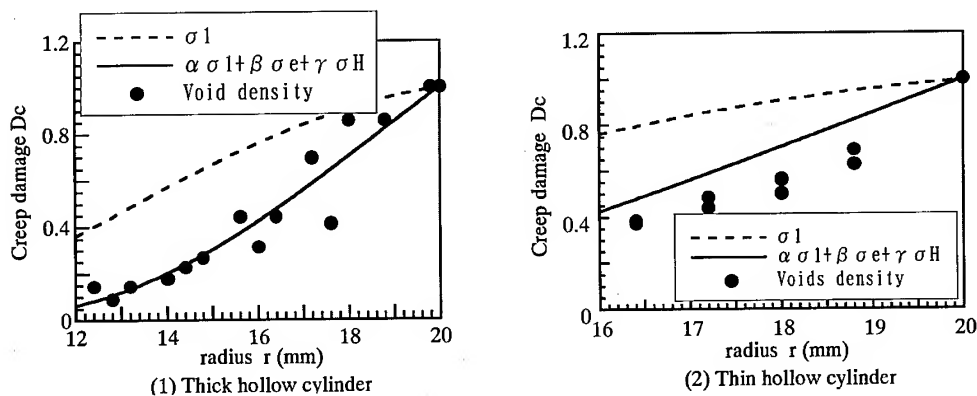 σ1
α σ1+β σe+γ σH
Void density
Creep damage Dc
1.2
0.8
0.4
0
12
14
16
18
20
radius r (mm)
(1) Thick hollow cylinder
Creep damage Dc
1.2
0.8
0.4
0
σ1
α σ1+β σe+γ σH
Voids density
16
17
18
19
20
radius r (mm)
(2) Thin hollow cylinder